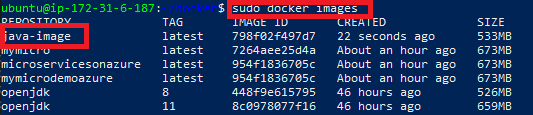 ubuntu@ip-172-31-6-187:~/docker$ sudo docker images
REPOSITORY TAG IMAGE ID CREATED SIZE
java-image latest 798f02f497d7 22 seconds ago 533MB
mymicro latest 7264aee25d4a About an hour ago 673MB
microservicesonazure latest 954f1836705c About an hour ago 673MB
mymicrodemoazure latest 954f1836705c About an hour ago 673MB
openjdk 8 448f9e615795 46 hours ago 526MB
openjdk 11 8c0978077f16 46 hours ago 659MB